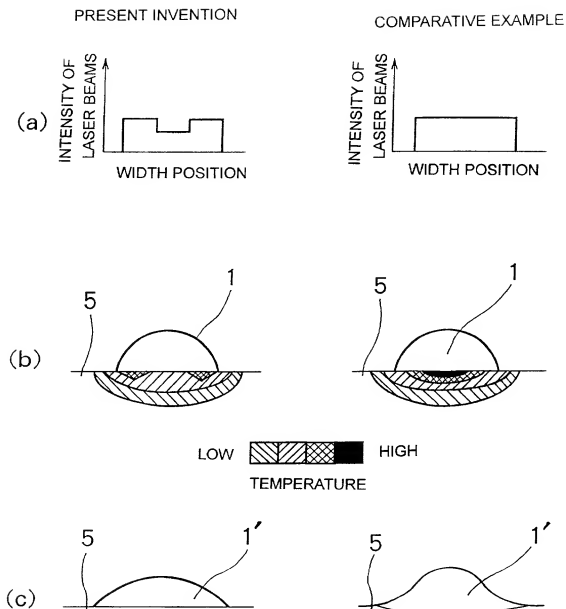 PRESENT INVENTION
COMPARATIVE EXAMPLE
(a)
INTENSITY OF
LASER BEAMS
WIDTH POSITION
INTENSITY OF
LASER BEAMS
WIDTH POSITION
(b)
5
1
5
1
LOW
HIGH
TEMPERATURE
(c)
5
1′
5
1′